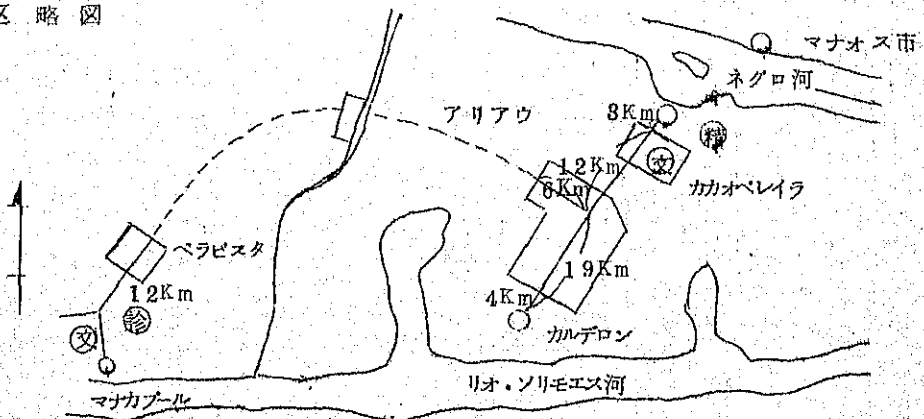 区略図
マナオス市
ネグロ河
アリアウ
3Km
精
文
12Km
6Km
カカオペレイラ
ベラビスタ
12Km
19Km
4Km
診
文
カルデロン
リオ・ソリモエス河
マナカプール